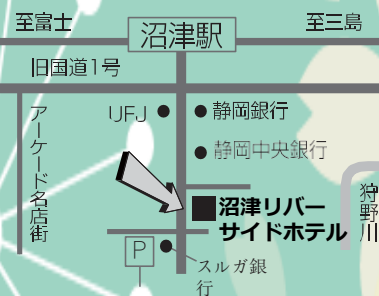 至富士
沼津駅
至三島
旧国道1号
UFJ
静岡銀行
静岡中央銀行
アーケード名店街
狩野川
沼津リバー
サイドホテル
P
スルガ銀
行